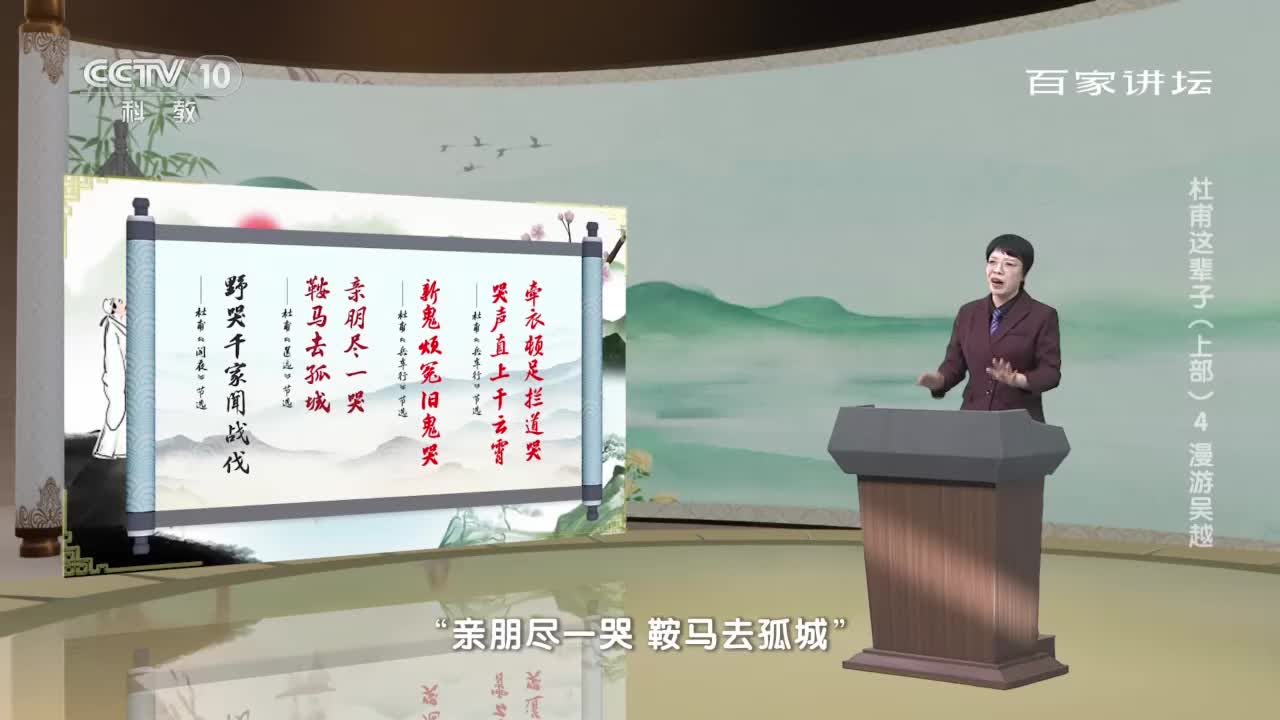 CCTV 10
科教
百家讲坛
杜甫这辈子（上部）4 漫游吴越
牵衣顿足拦道哭
哭声直上干云霄
——杜甫《兵车行》节选
新鬼烦冤旧鬼哭
——杜甫《兵车行》节选
亲朋尽一哭
鞍马去孤城
——杜甫《送远》节选
野哭千家闻战伐
——杜甫《阁夜》节选
“亲朋尽一哭 鞍马去孤城”